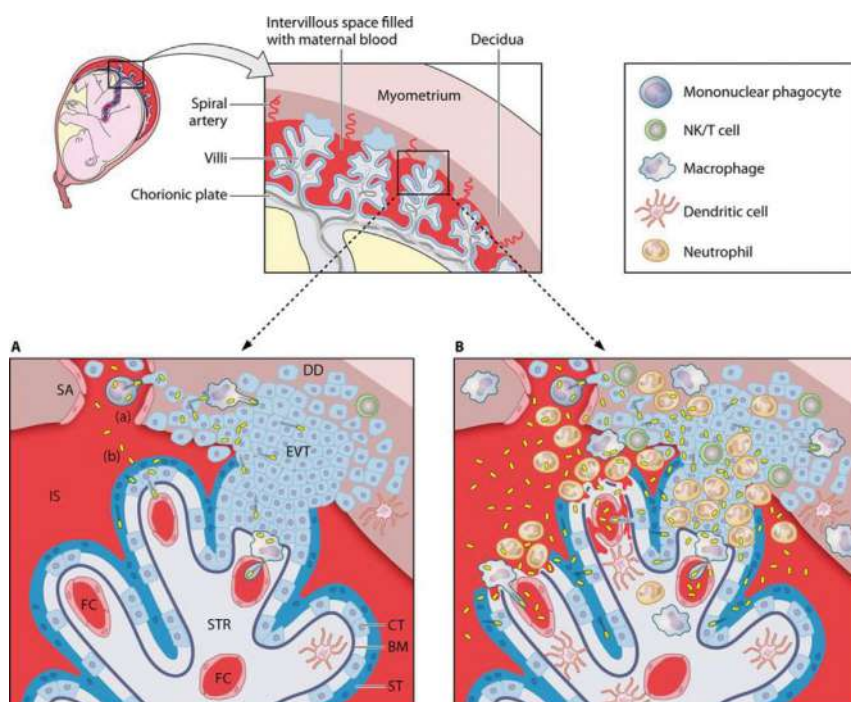 Intervillous space filled
with maternal blood
Decidua
Myometrium
Spiral
artery
Villi
Chorionic plate
Mononuclear phagocyte
NK/T cell
Macrophage
Dendritic cell
Neutrophil
A
SA
DD
(a)
EVT
(b)
IS
FC
STR
CT
BM
FC
ST
B